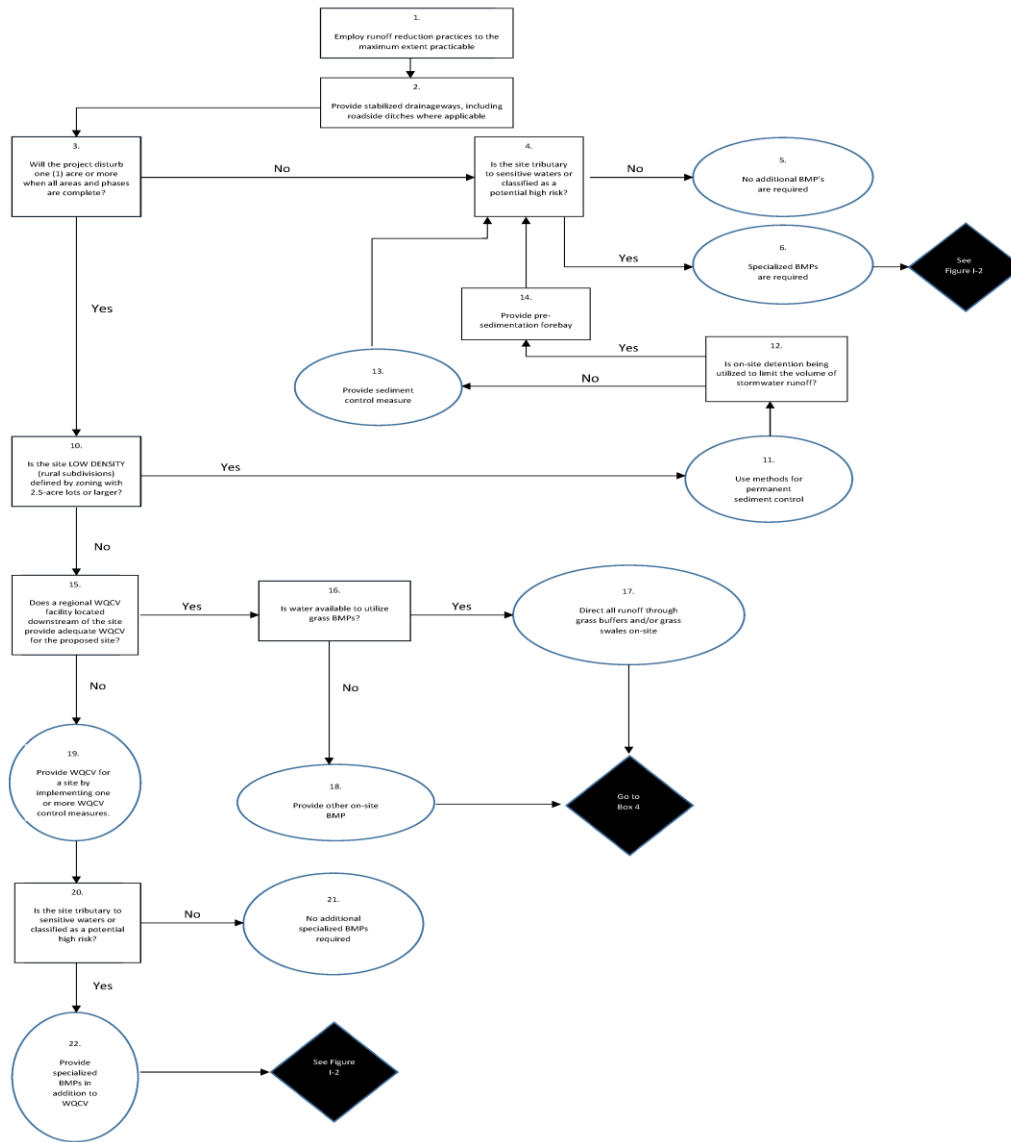 1.
Employ runoff reduction practices to the
maximum extent practicable
2.
Provide stabilized drainageways, including
roadside ditches where applicable
3.
Will the project disturb
one (1) acre or more
when all areas and phases
are complete?
No
4.
Is the site tributary
to sensitive waters or
classified as a
potential high risk?
No
5.
No additional BMP's
are required
Yes
6.
Specialized BMPs
are required
See
Figure I-2
Yes
14.
Provide pre-
sedimentation forebay
Yes
12.
Is on-site detention being
utilized to limit the volume of
stormwater runoff?
No
13.
Provide sediment
control measure
10.
Is the site LOW DENSITY
(rural subdivisions)
defined by zoning with
2.5-acre lots or larger?
Yes
11.
Use methods for
permanent
sediment control
No
15.
Does a regional WQCV
facility located
downstream of the site
provide adequate WQCV
for the proposed site?
Yes
16.
Is water available to utilize
grass BMPs?
Yes
17.
Direct all runoff through
grass buffers and/or grass
swales on-site
No
No
19.
Provide WQCV for
a site by
implementing one
or more WQCV
control measures.
18.
Provide other on-site
BMP
Go to
Box 4
20.
Is the site tributary to
sensitive waters or
classified as a potential
high risk?
No
21.
No additional
specialized BMPs
required
Yes
22.
Provide
specialized
BMPs in
addition to
WQCV
See Figure
I-2